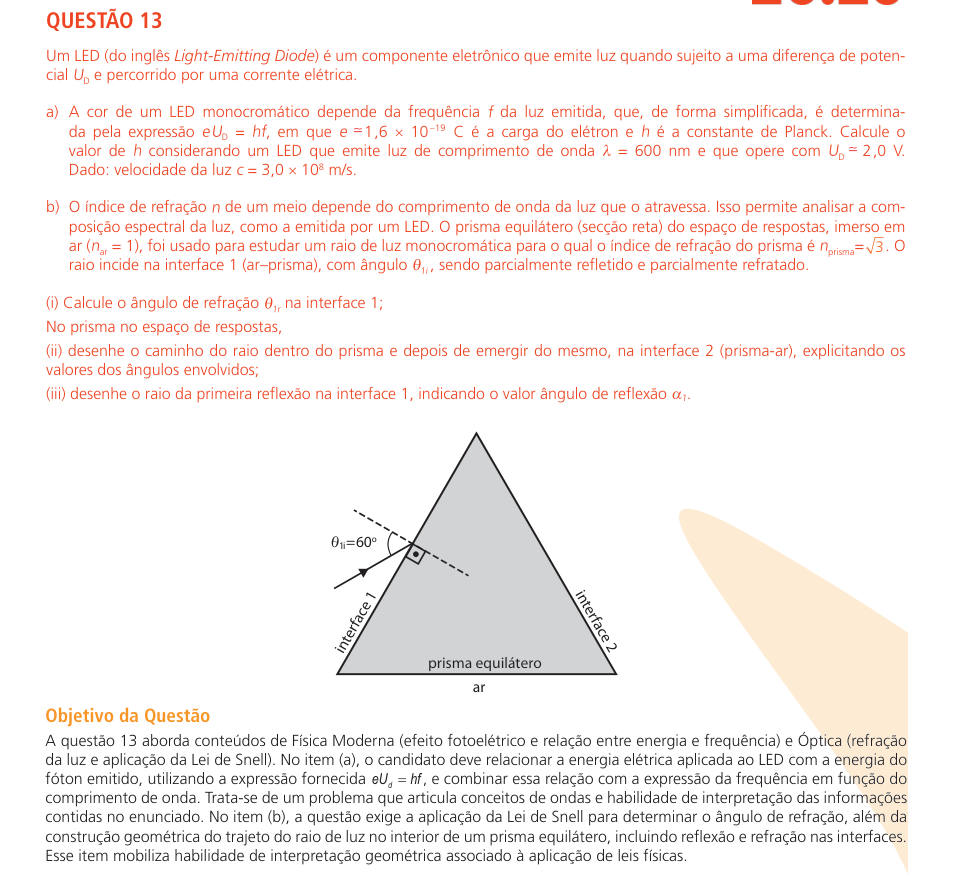 QUESTÃO 13
Um LED (do inglês Light-Emitting Diode) é um componente eletrônico que emite luz quando sujeito a uma diferença de poten-
cial U_D e percorrido por uma corrente elétrica.
a) A cor de um LED monocromático depende da frequência f da luz emitida, que, de forma simplificada, é determina-
da pela expressão eU_D = hf, em que e = 1,6 × 10⁻¹⁹ C é a carga do elétron e h é a constante de Planck. Calcule o
valor de h considerando um LED que emite luz de comprimento de onda λ = 600 nm e que opere com U_D = 2,0 V.
Dado: velocidade da luz c = 3,0 × 10⁸ m/s.
b) O índice de refração n de um meio depende do comprimento de onda da luz que o atravessa. Isso permite analisar a com-
posição espectral da luz, como a emitida por um LED. O prisma equilátero (secção reta) do espaço de respostas, imerso em
ar (n_ar = 1), foi usado para estudar um raio de luz monocromática para o qual o índice de refração do prisma é n_prisma=√3. O
raio incide na interface 1 (ar–prisma), com ângulo θ_1i, sendo parcialmente refletido e parcialmente refratado.
(i) Calcule o ângulo de refração θ_1r na interface 1;
No prisma no espaço de respostas,
(ii) desenhe o caminho do raio dentro do prisma e depois de emergir do mesmo, na interface 2 (prisma-ar), explicitando os
valores dos ângulos envolvidos;
(iii) desenhe o raio da primeira reflexão na interface 1, indicando o valor ângulo de reflexão α₁.
θ_1i=60º
interface 1
interface 2
prisma equilátero
ar
Objetivo da Questão
A questão 13 aborda conteúdos de Física Moderna (efeito fotoelétrico e relação entre energia e frequência) e Óptica (refração
da luz e aplicação da Lei de Snell). No item (a), o candidato deve relacionar a energia elétrica aplicada ao LED com a energia do
fóton emitido, utilizando a expressão fornecida eU_d = hf, e combinar essa relação com a expressão da frequência em função do
comprimento de onda. Trata-se de um problema que articula conceitos de ondas e habilidade de interpretação das informações
contidas no enunciado. No item (b), a questão exige a aplicação da Lei de Snell para determinar o ângulo de refração, além da
construção geométrica do trajeto do raio de luz no interior de um prisma equilátero, incluindo reflexão e refração nas interfaces.
Esse item mobiliza habilidade de interpretação geométrica associado à aplicação de leis físicas.